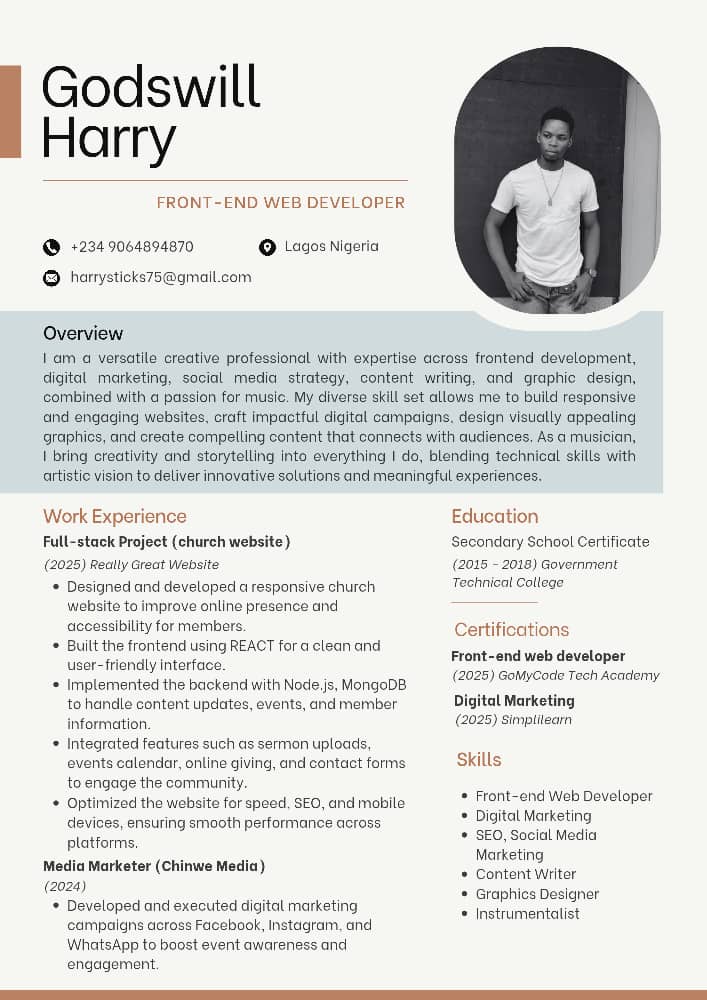 Godswill
Harry
FRONT-END WEB DEVELOPER
+234 9064894870
Lagos Nigeria
harrysticks75@gmail.com
Overview
I am a versatile creative professional with expertise across frontend development,
digital marketing, social media strategy, content writing, and graphic design,
combined with a passion for music. My diverse skill set allows me to build responsive
and engaging websites, craft impactful digital campaigns, design visually appealing
graphics, and create compelling content that connects with audiences. As a musician,
I bring creativity and storytelling into everything I do, blending technical skills with
artistic vision to deliver innovative solutions and meaningful experiences.
Work Experience
Full-stack Project (church website)
(2025) Really Great Website
• Designed and developed a responsive church
website to improve online presence and
accessibility for members.
• Built the frontend using REACT for a clean and
user-friendly interface.
• Implemented the backend with Node.js, MongoDB
to handle content updates, events, and member
information.
• Integrated features such as sermon uploads,
events calendar, online giving, and contact forms
to engage the community.
• Optimized the website for speed, SEO, and mobile
devices, ensuring smooth performance across
platforms.
Media Marketer (Chinwe Media)
(2024)
• Developed and executed digital marketing
campaigns across Facebook, Instagram, and
WhatsApp to boost event awareness and
engagement.
Education
Secondary School Certificate
(2015 - 2018) Government
Technical College
Certifications
Front-end web developer
(2025) GoMyCode Tech Academy
Digital Marketing
(2025) Simplilearn
Skills
• Front-end Web Developer
• Digital Marketing
• SEO, Social Media
Marketing
• Content Writer
• Graphics Designer
• Instrumentalist